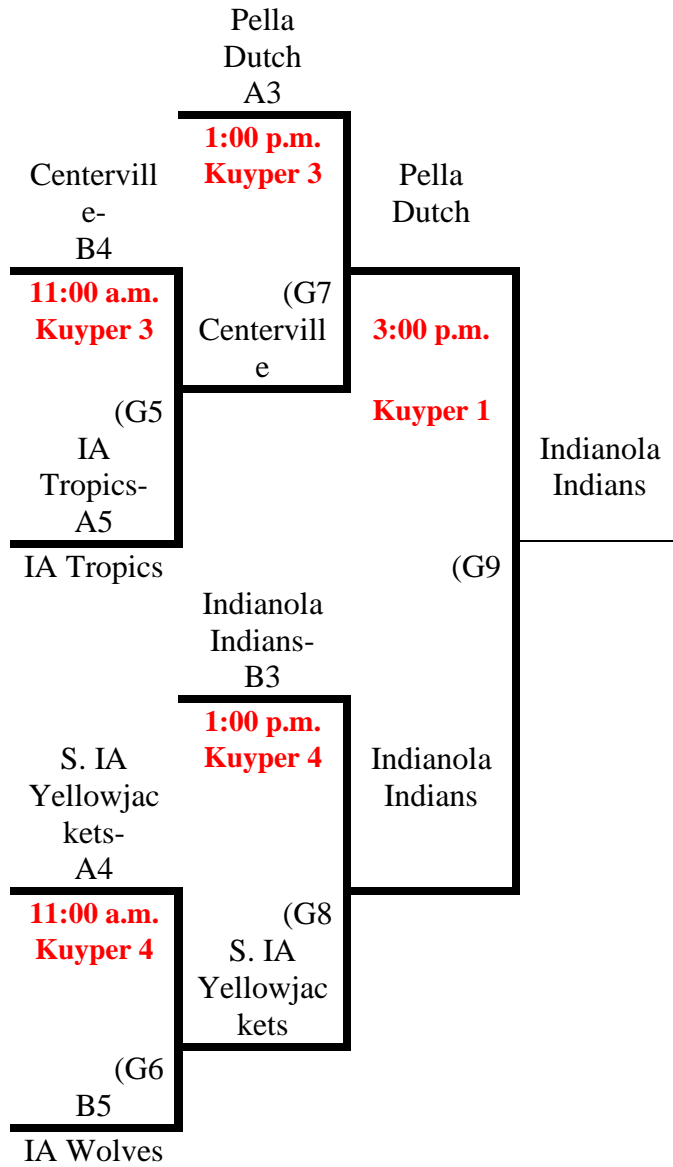 Pella
Dutch
A3
1:00 p.m.
Kuyper 3
Centervill
e-
B4
Pella
Dutch
11:00 a.m.
Kuyper 3
(G7
Centervill
e
3:00 p.m.
Kuyper 1
(G5
IA
Tropics-
A5
IA Tropics
Indianola
Indians
(G9
Indianola
Indians-
B3
1:00 p.m.
Kuyper 4
S. IA
Yellowjac
kets-
A4
Indianola
Indians
11:00 a.m.
Kuyper 4
(G8
S. IA
Yellowjac
kets
(G6
B5
IA Wolves